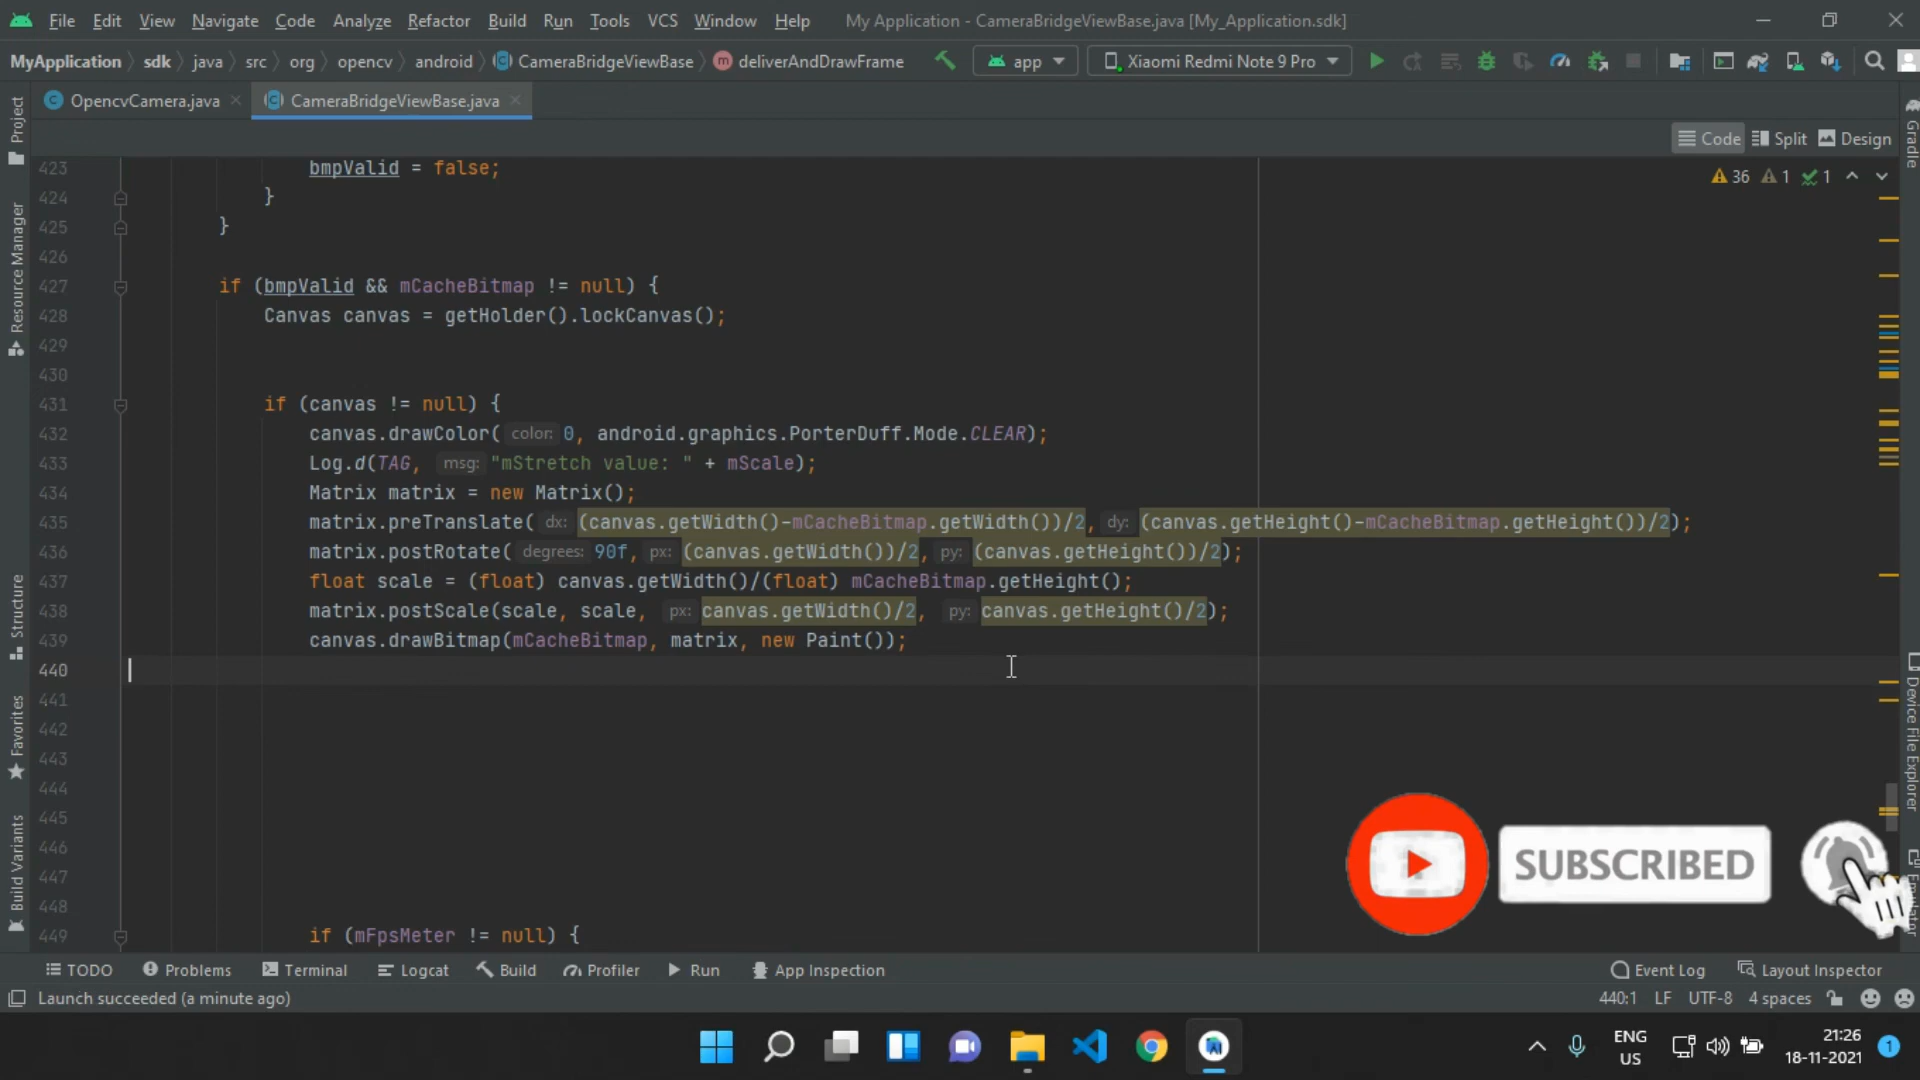 File Edit View Navigate Code Analyze Refactor Build Run Tools VCS Window Help My Application - CameraBridgeViewBase.java [My_Application.sdk]
MyApplication sdk java src org opencv android CameraBridgeViewBase deliverAndDrawFrame app Xiaomi Redmi Note 9 Pro
OpencvCamera.java CameraBridgeViewBase.java
Code Split Design
36 1 1
423 bmpValid = false;
424 }
425 }
426
427 if (bmpValid && mCacheBitmap != null) {
428 Canvas canvas = getHolder().lockCanvas();
429
430
431 if (canvas != null) {
432 canvas.drawColor( color: 0, android.graphics.PorterDuff.Mode.CLEAR);
433 Log.d(TAG, msg: "mStretch value: " + mScale);
434 Matrix matrix = new Matrix();
435 matrix.preTranslate( dx: (canvas.getWidth()-mCacheBitmap.getWidth())/2, dy: (canvas.getHeight()-mCacheBitmap.getHeight())/2);
436 matrix.postRotate( degrees: 90f, px: (canvas.getWidth())/2, py: (canvas.getHeight())/2);
437 float scale = (float) canvas.getWidth()/(float) mCacheBitmap.getHeight();
438 matrix.postScale(scale, scale, px: canvas.getWidth()/2, py: canvas.getHeight()/2);
439 canvas.drawBitmap(mCacheBitmap, matrix, new Paint());
440
441
442
443
444
445
446
447
448
449 if (mFpsMeter != null) {
Project
Resource Manager
Structure
Favorites
Build Variants
Gradle
Device File Explorer
Emulator
SUBSCRIBED
TODO Problems Terminal Logcat Build Profiler Run App Inspection Event Log Layout Inspector
Launch succeeded (a minute ago) 440:1 LF UTF-8 4 spaces
ENG
US
21:26
18-11-2021
1